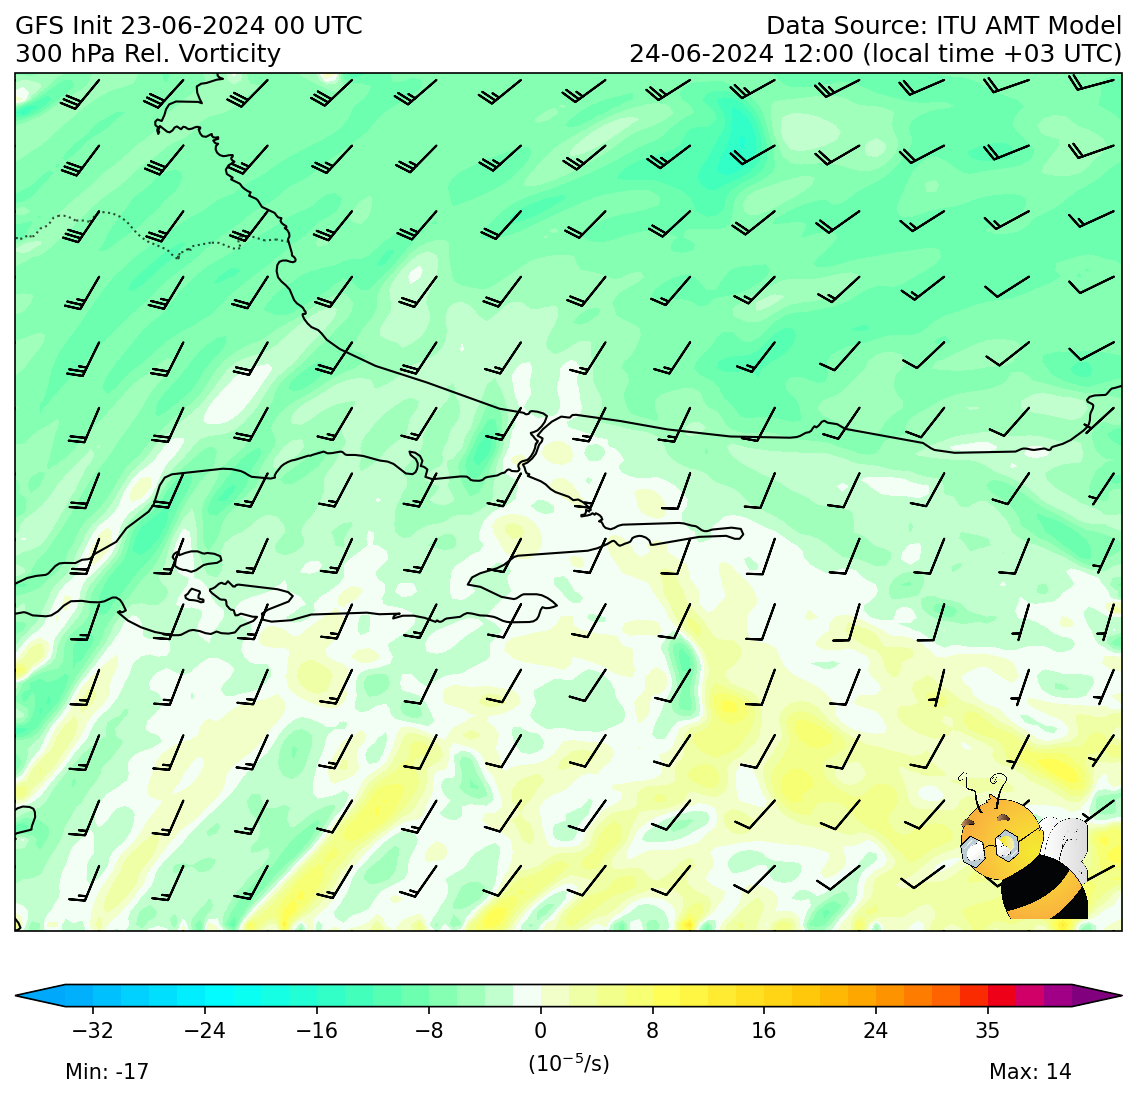 GFS Init 23-06-2024 00 UTC
Data Source: ITU AMT Model
300 hPa Rel. Vorticity
24-06-2024 12:00 (local time +03 UTC)
−32 −24 −16 −8 0 8 16 24 35
(10⁻⁵/s)
Min: -17
Max: 14